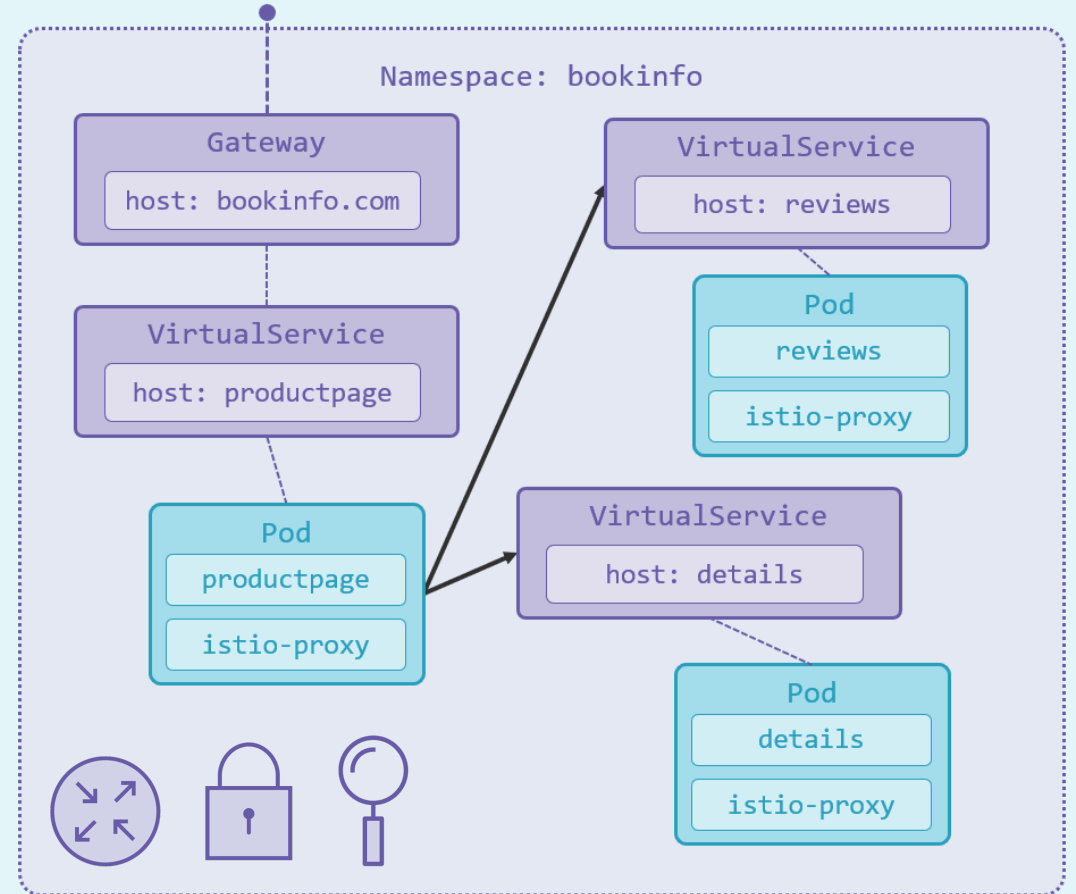 Namespace: bookinfo
Gateway
host: bookinfo.com
VirtualService
host: productpage
Pod
productpage
istio-proxy
VirtualService
host: reviews
Pod
reviews
istio-proxy
VirtualService
host: details
Pod
details
istio-proxy